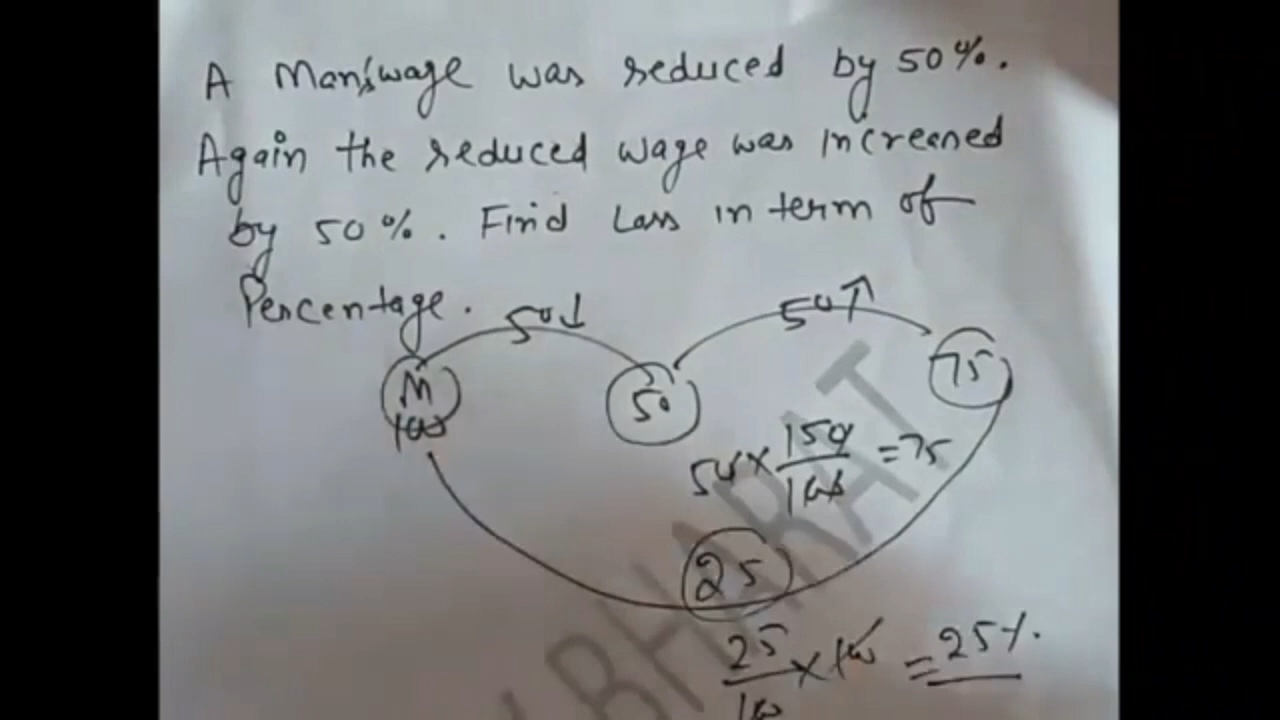 A Man's wage was reduced by 50%.
Again the reduced wage was increased
by 50%. Find Loss in term of
Percentage.
50↓
50↑
M
100
50
75
50 × 150/100 = 75
25
25/100 × 100 = 25%
BHARAT